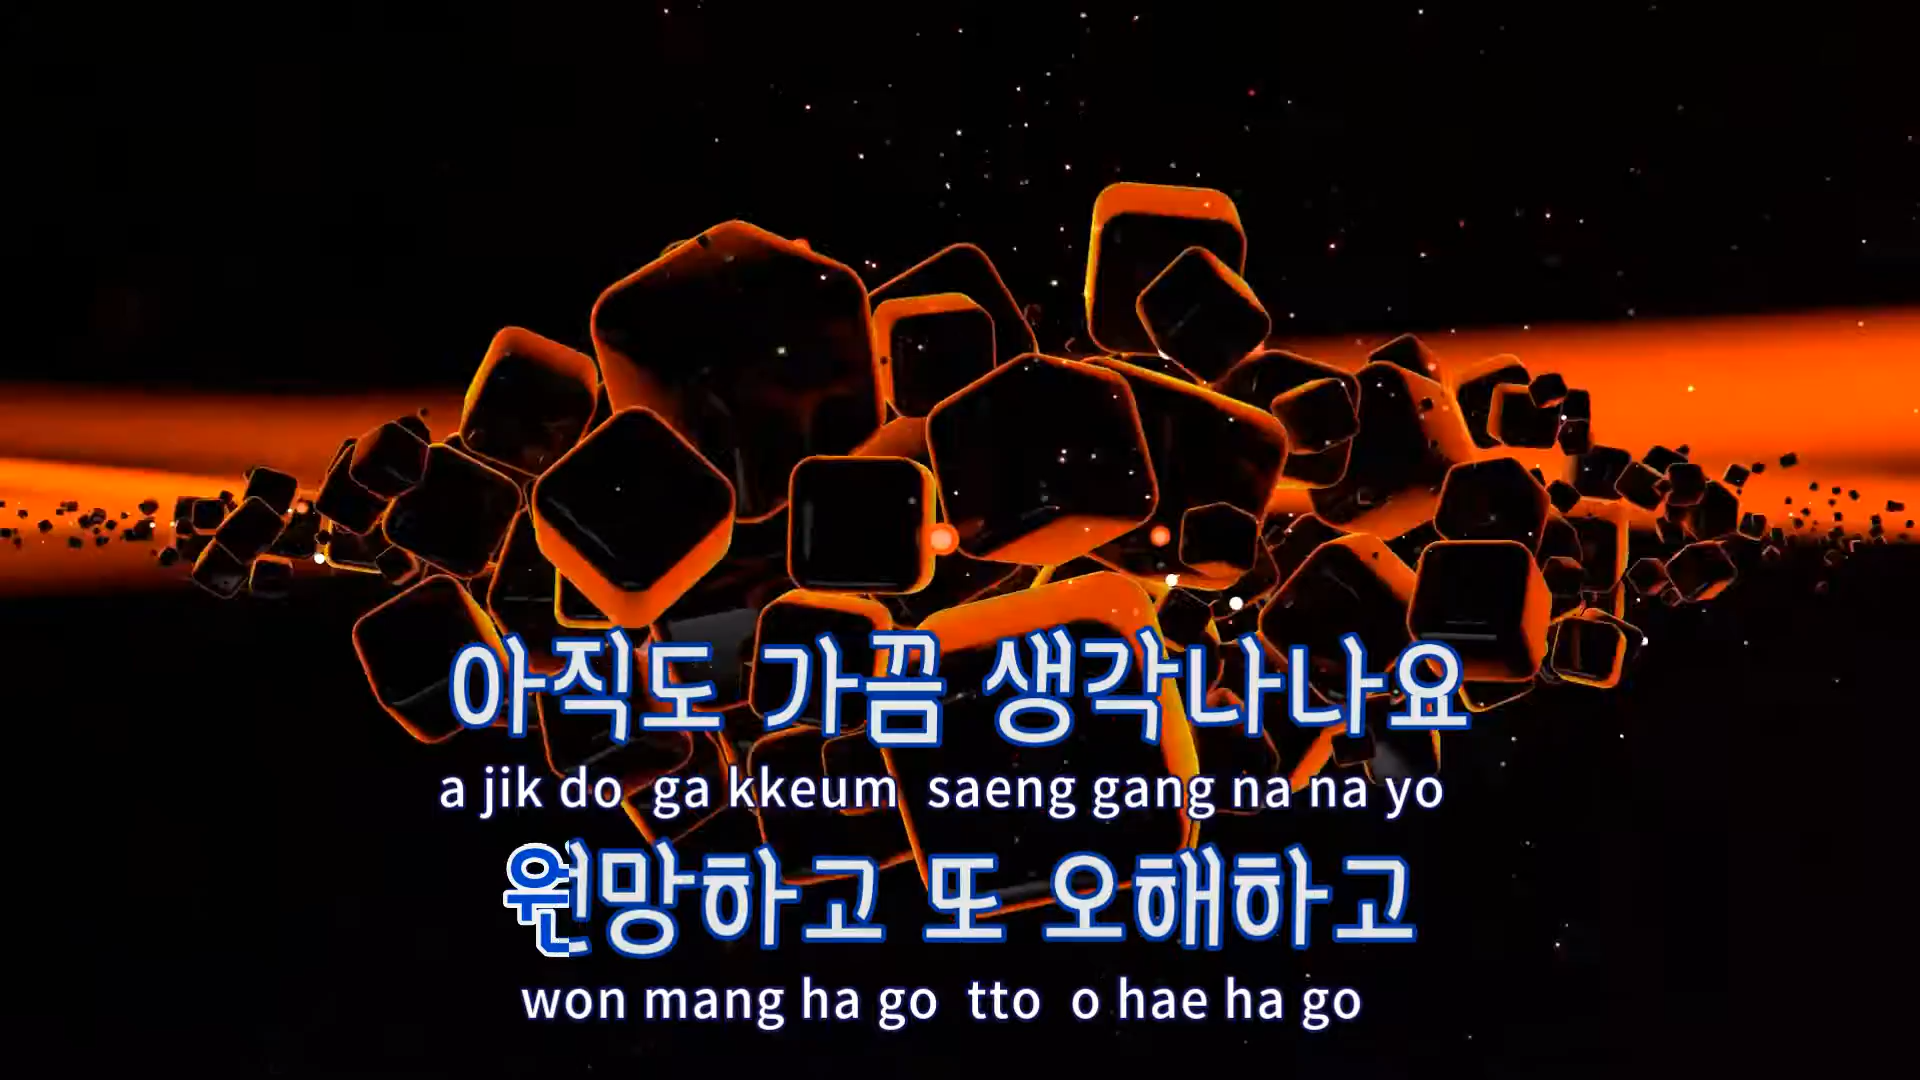 아직도 가끔 생각나나요
a jik do ga kkeum saeng gang na na yo
원망하고 또 오해하고
won mang ha go tto o hae ha go